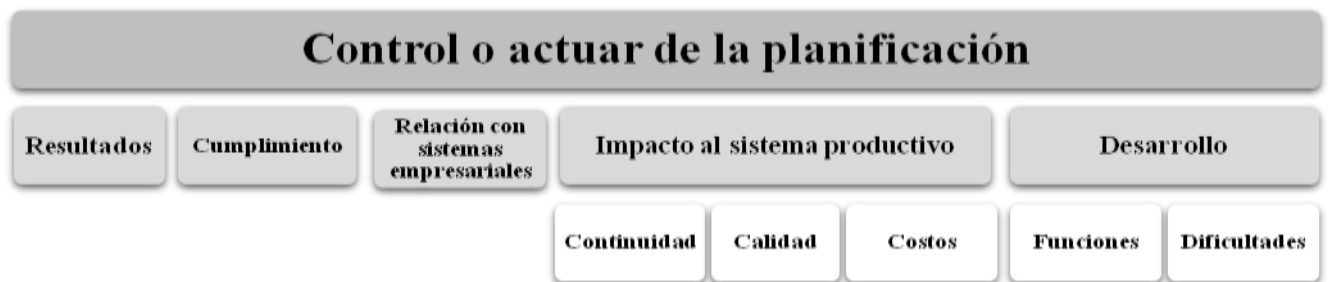 Control o actuar de la planificación
Resultados
Cumplimiento
Relación con
sistemas
empresariales
Impacto al sistema productivo
Desarrollo
Continuidad
Calidad
Costos
Funciones
Dificultades